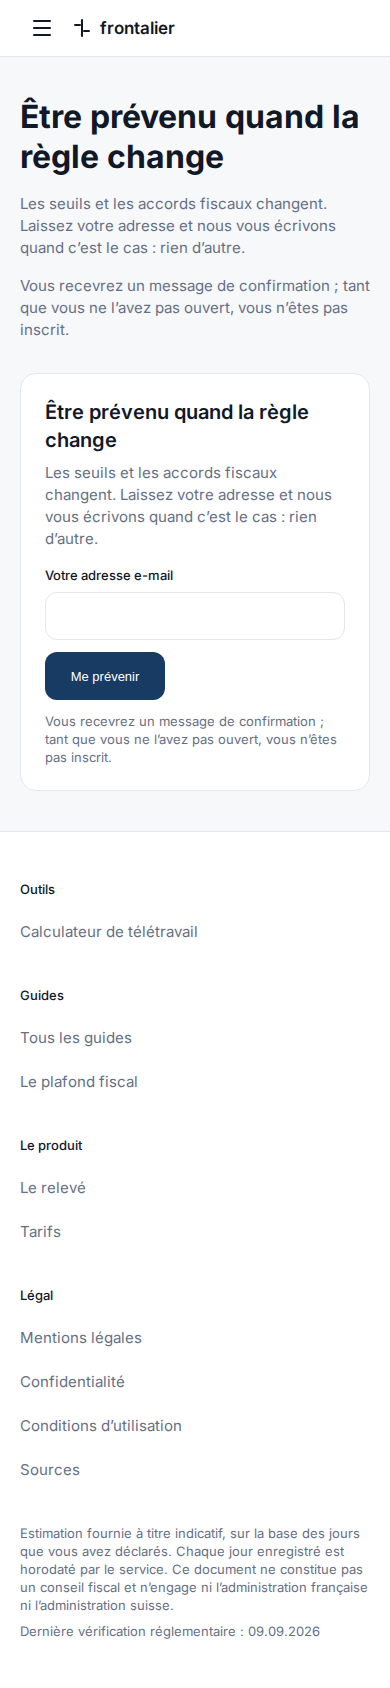 frontalier
Être prévenu quand la
règle change
Les seuils et les accords fiscaux changent.
Laissez votre adresse et nous vous écrivons
quand c’est le cas : rien d’autre.
Vous recevrez un message de confirmation ; tant
que vous ne l’avez pas ouvert, vous n’êtes pas
inscrit.
Être prévenu quand la règle
change
Les seuils et les accords fiscaux
changent. Laissez votre adresse et nous
vous écrivons quand c’est le cas : rien
d’autre.
Votre adresse e-mail
Me prévenir
Vous recevrez un message de confirmation ;
tant que vous ne l’avez pas ouvert, vous n’êtes
pas inscrit.
Outils
Calculateur de télétravail
Guides
Tous les guides
Le plafond fiscal
Le produit
Le relevé
Tarifs
Légal
Mentions légales
Confidentialité
Conditions d’utilisation
Sources
Estimation fournie à titre indicatif, sur la base des jours
que vous avez déclarés. Chaque jour enregistré est
horodaté par le service. Ce document ne constitue pas
un conseil fiscal et n’engage ni l’administration française
ni l’administration suisse.
Dernière vérification réglementaire : 09.09.2026